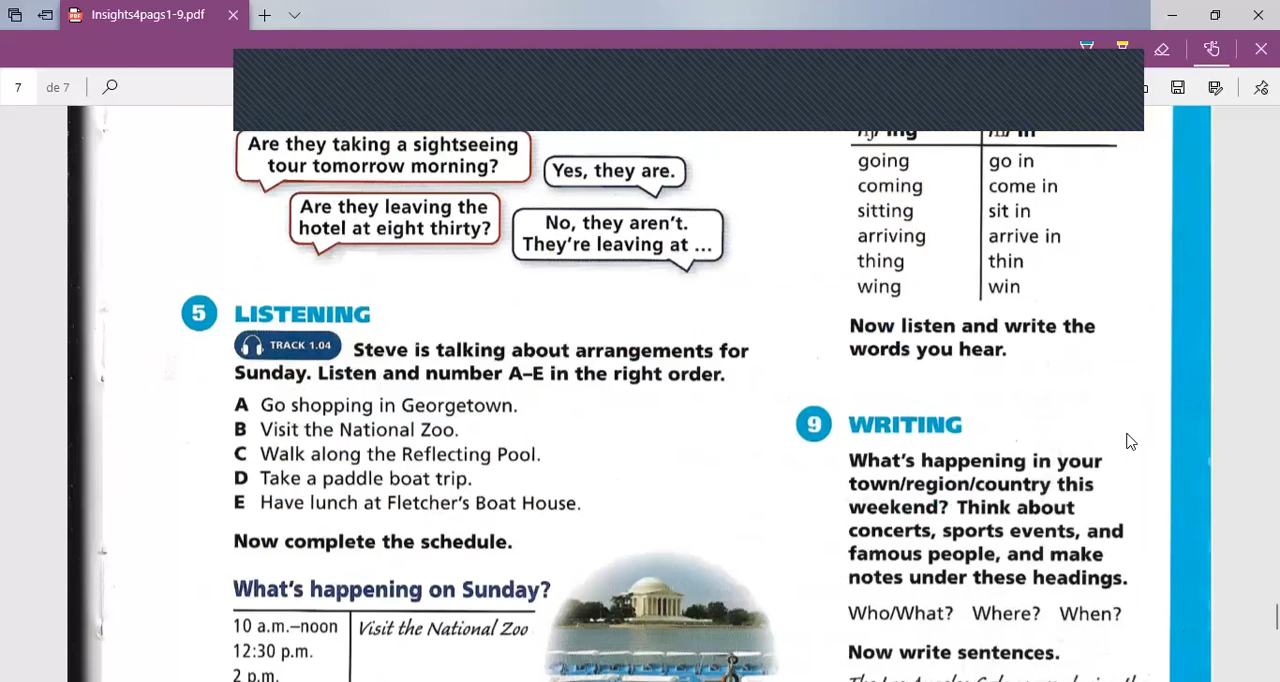 Insights4pags1-9.pdf
7 de 7
Are they taking a sightseeing
tour tomorrow morning?
Yes, they are.
Are they leaving the
hotel at eight thirty?
No, they aren't.
They're leaving at ...
5 LISTENING
TRACK 1.04 Steve is talking about arrangements for
Sunday. Listen and number A–E in the right order.
A Go shopping in Georgetown.
B Visit the National Zoo.
C Walk along the Reflecting Pool.
D Take a paddle boat trip.
E Have lunch at Fletcher's Boat House.
Now complete the schedule.
What's happening on Sunday?
10 a.m.–noon Visit the National Zoo
12:30 p.m.
2 p.m.
going go in
coming come in
sitting sit in
arriving arrive in
thing thin
wing win
Now listen and write the
words you hear.
9 WRITING
What's happening in your
town/region/country this
weekend? Think about
concerts, sports events, and
famous people, and make
notes under these headings.
Who/What? Where? When?
Now write sentences.